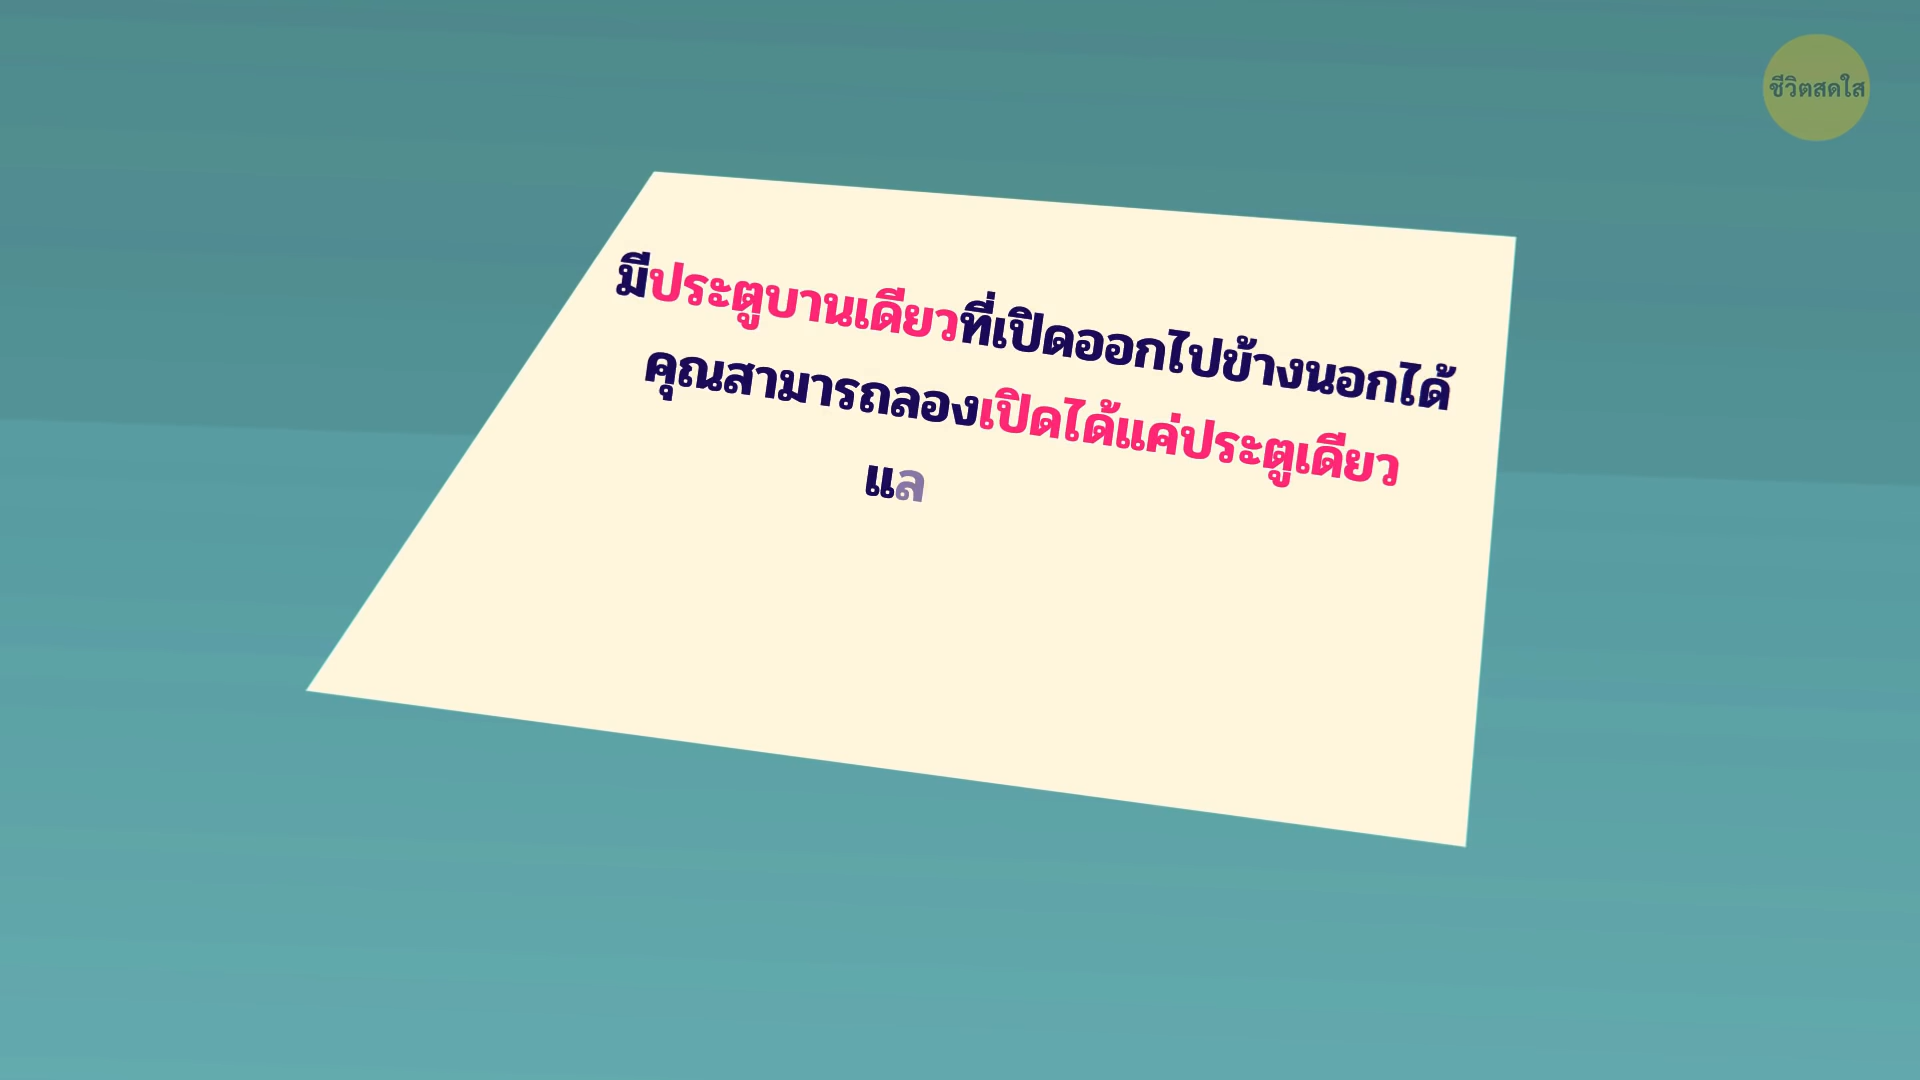 ชีวิตสดใส
มีประตูบานเดียวที่เปิดออกไปข้างนอกได้
คุณสามารถลองเปิดได้แค่ประตูเดียว
แล